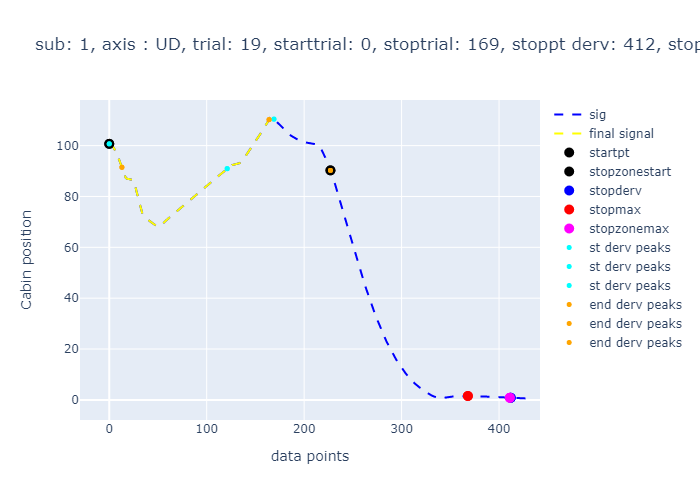 sub: 1, axis : UD, trial: 19, starttrial: 0, stoptrial: 169, stoppt derv: 412, stop
sig
final signal
startpt
stopzonestart
stopderv
stopmax
stopzonemax
st derv peaks
st derv peaks
st derv peaks
end derv peaks
end derv peaks
end derv peaks
Cabin position
100
80
60
40
20
0
0 100 200 300 400
data points